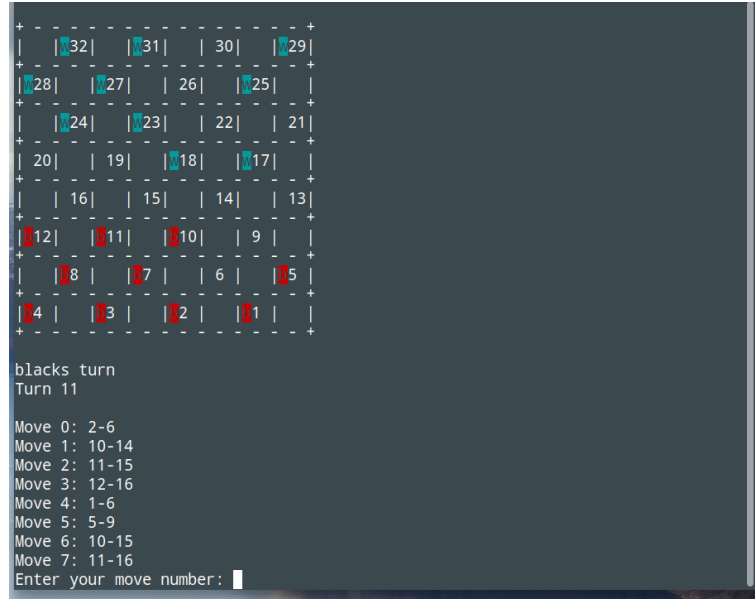 + - - - - - - - - - - - - - - - +
|   |w32|   |w31|   | 30|   |w29|
+ - - - - - - - - - - - - - - - +
|w28|   |w27|   | 26|   |w25|   |
+ - - - - - - - - - - - - - - - +
|   |w24|   |w23|   | 22|   | 21|
+ - - - - - - - - - - - - - - - +
| 20|   | 19|   |w18|   |w17|   |
+ - - - - - - - - - - - - - - - +
|   | 16|   | 15|   | 14|   | 13|
+ - - - - - - - - - - - - - - - +
|b12|   |b11|   |b10|   | 9 |   |
+ - - - - - - - - - - - - - - - +
|   |b8 |   |b7 |   | 6 |   |b5 |
+ - - - - - - - - - - - - - - - +
|b4 |   |b3 |   |b2 |   |b1 |   |
+ - - - - - - - - - - - - - - - +
blacks turn
Turn 11
Move 0: 2-6
Move 1: 10-14
Move 2: 11-15
Move 3: 12-16
Move 4: 1-6
Move 5: 5-9
Move 6: 10-15
Move 7: 11-16
Enter your move number: